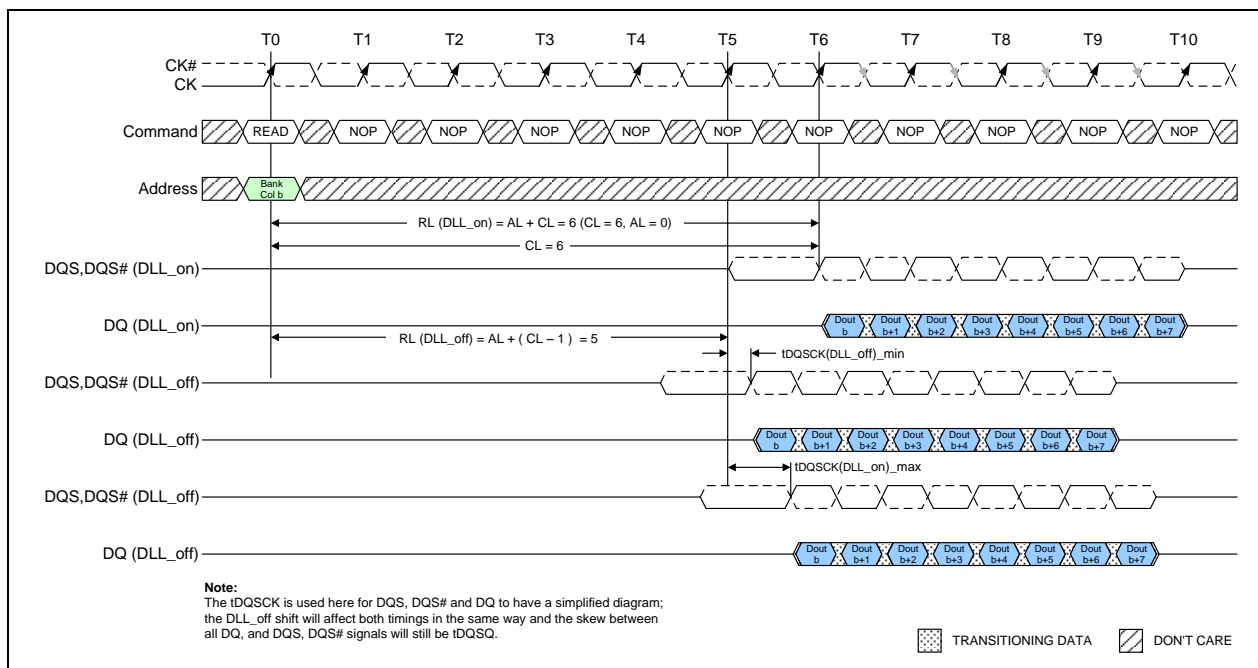 T0 T1 T2 T3 T4 T5 T6 T7 T8 T9 T10
CK#
CK
Command READ NOP NOP NOP NOP NOP NOP NOP NOP NOP NOP
Address Bank Col b
RL (DLL_on) = AL + CL = 6 (CL = 6, AL = 0)
CL = 6
DQS,DQS# (DLL_on)
DQ (DLL_on) Dout b Dout b+1 Dout b+2 Dout b+3 Dout b+4 Dout b+5 Dout b+6 Dout b+7
RL (DLL_off) = AL + ( CL – 1 ) = 5
tDQSCK(DLL_off)_min
DQS,DQS# (DLL_off)
DQ (DLL_off) Dout b Dout b+1 Dout b+2 Dout b+3 Dout b+4 Dout b+5 Dout b+6 Dout b+7
tDQSCK(DLL_on)_max
DQS,DQS# (DLL_off)
DQ (DLL_off) Dout b Dout b+1 Dout b+2 Dout b+3 Dout b+4 Dout b+5 Dout b+6 Dout b+7
Note:
The tDQSCK is used here for DQS, DQS# and DQ to have a simplified diagram;
the DLL_off shift will affect both timings in the same way and the skew between
all DQ, and DQS, DQS# signals will still be tDQSQ.
TRANSITIONING DATA DON'T CARE